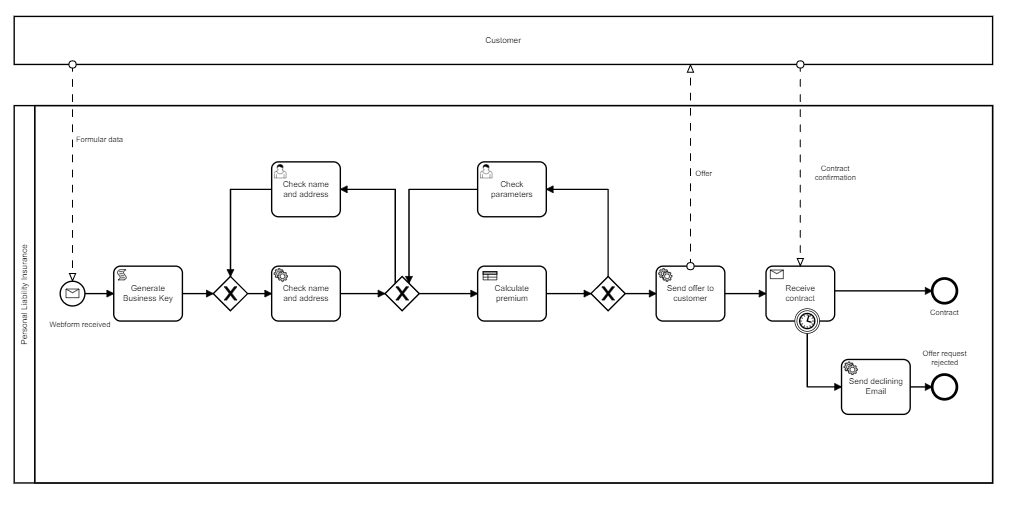 Customer
Personal Liability Insurance
Formular data
Offer
Contract
confirmation
Check name
and address
Check
parameters
Webform received
Generate
Business Key
Check name
and address
Calculate
premium
Send offer to
customer
Receive
contract
Contract
Offer request
rejected
Send declining
Email